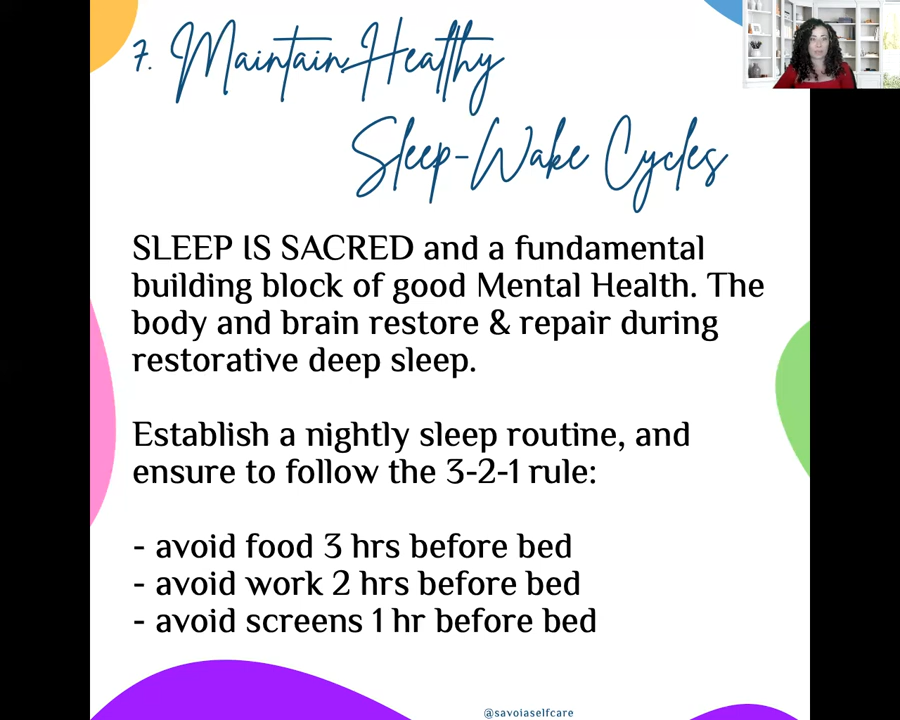 7. Maintain Healthy
Sleep-Wake Cycles
SLEEP IS SACRED and a fundamental
building block of good Mental Health. The
body and brain restore & repair during
restorative deep sleep.
Establish a nightly sleep routine, and
ensure to follow the 3-2-1 rule:
- avoid food 3 hrs before bed
- avoid work 2 hrs before bed
- avoid screens 1 hr before bed
@savoiaselfcare